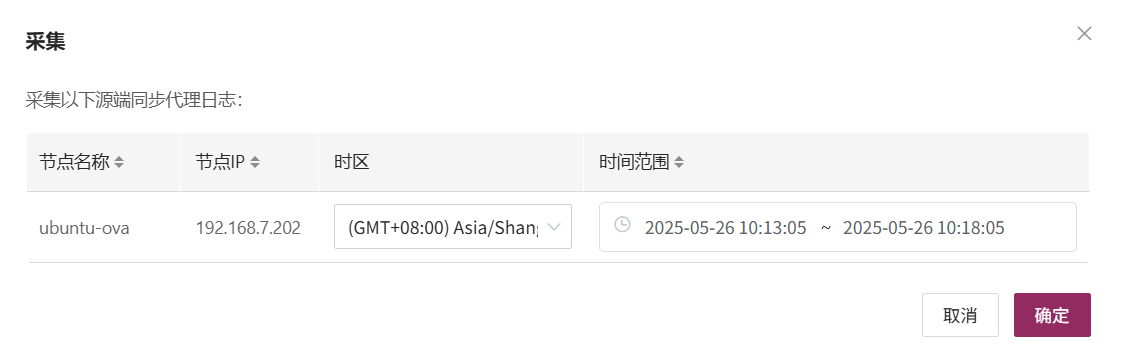 采集
采集以下源端同步代理日志:
节点名称 节点IP 时区 时间范围
ubuntu-ova 192.168.7.202 (GMT+08:00) Asia/Shang 2025-05-26 10:13:05 ~ 2025-05-26 10:18:05
取消 确定